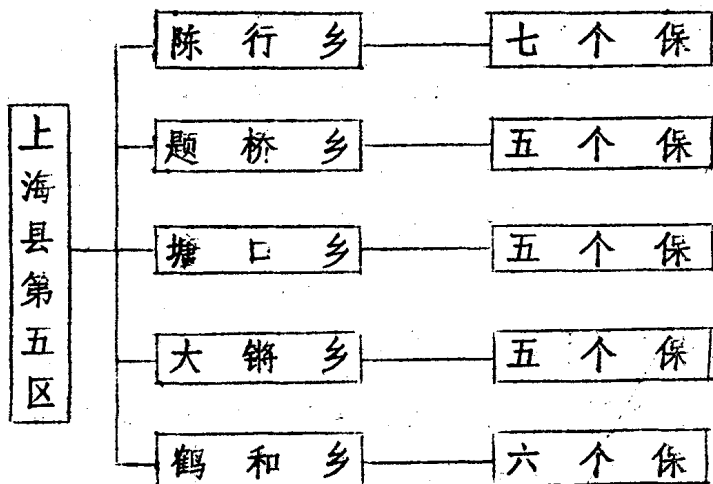 上海县第五区
陈行乡 七个保
题桥乡 五个保
塘口乡 五个保
大锵乡 五个保
鹤和乡 六个保